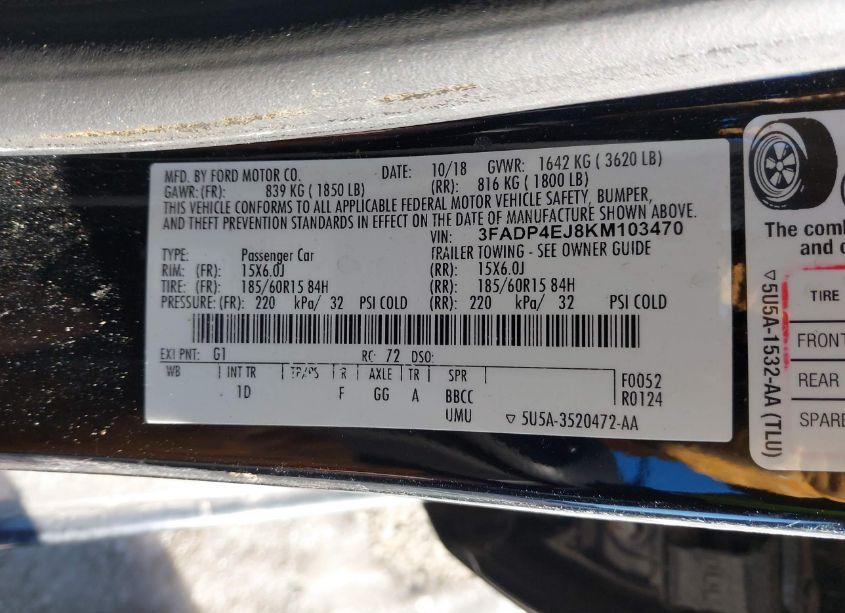 MFD. BY FORD MOTOR CO. DATE: 10/18 GVWR: 1642 KG ( 3620 LB)
GAWR: (FR): 839 KG ( 1850 LB) (RR): 816 KG ( 1800 LB)
THIS VEHICLE CONFORMS TO ALL APPLICABLE FEDERAL MOTOR VEHICLE SAFETY, BUMPER,
AND THEFT PREVENTION STANDARDS IN EFFECT ON THE DATE OF MANUFACTURE SHOWN ABOVE.
VIN: 3FADP4EJ8KM103470
TYPE: Passenger Car TRAILER TOWING - SEE OWNER GUIDE
RIM: (FR): 15X6.0J (RR): 15X6.0J
TIRE: (FR): 185/60R15 84H (RR): 185/60R15 84H
PRESSURE: (FR): 220 kPa/ 32 PSI COLD (RR): 220 kPa/ 32 PSI COLD
EXT PNT: G1 RC: 72 DSO:
WB INT TR TP/PS R AXLE TR SPR F0052
1D F GG A BBCC R0124
UMU ▽ 5U5A-3520472-AA
The comb
and c
TIRE
FRONT
REAR
SPARE
▽5U5A-1532-AA (TLU)